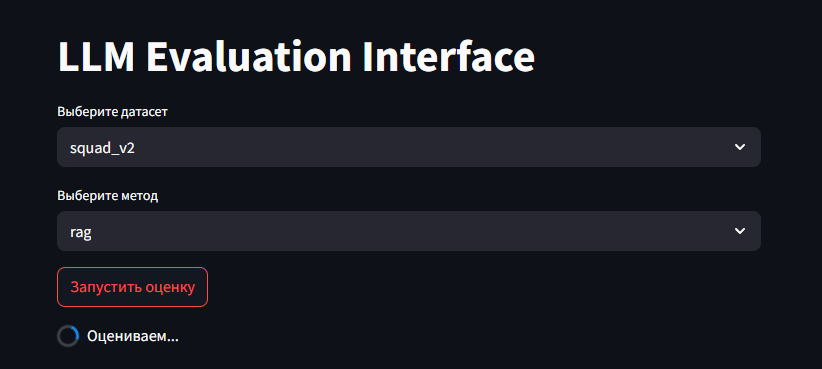 LLM Evaluation Interface
Выберите датасет
squad_v2
Выберите метод
rag
Запустить оценку
Оцениваем...